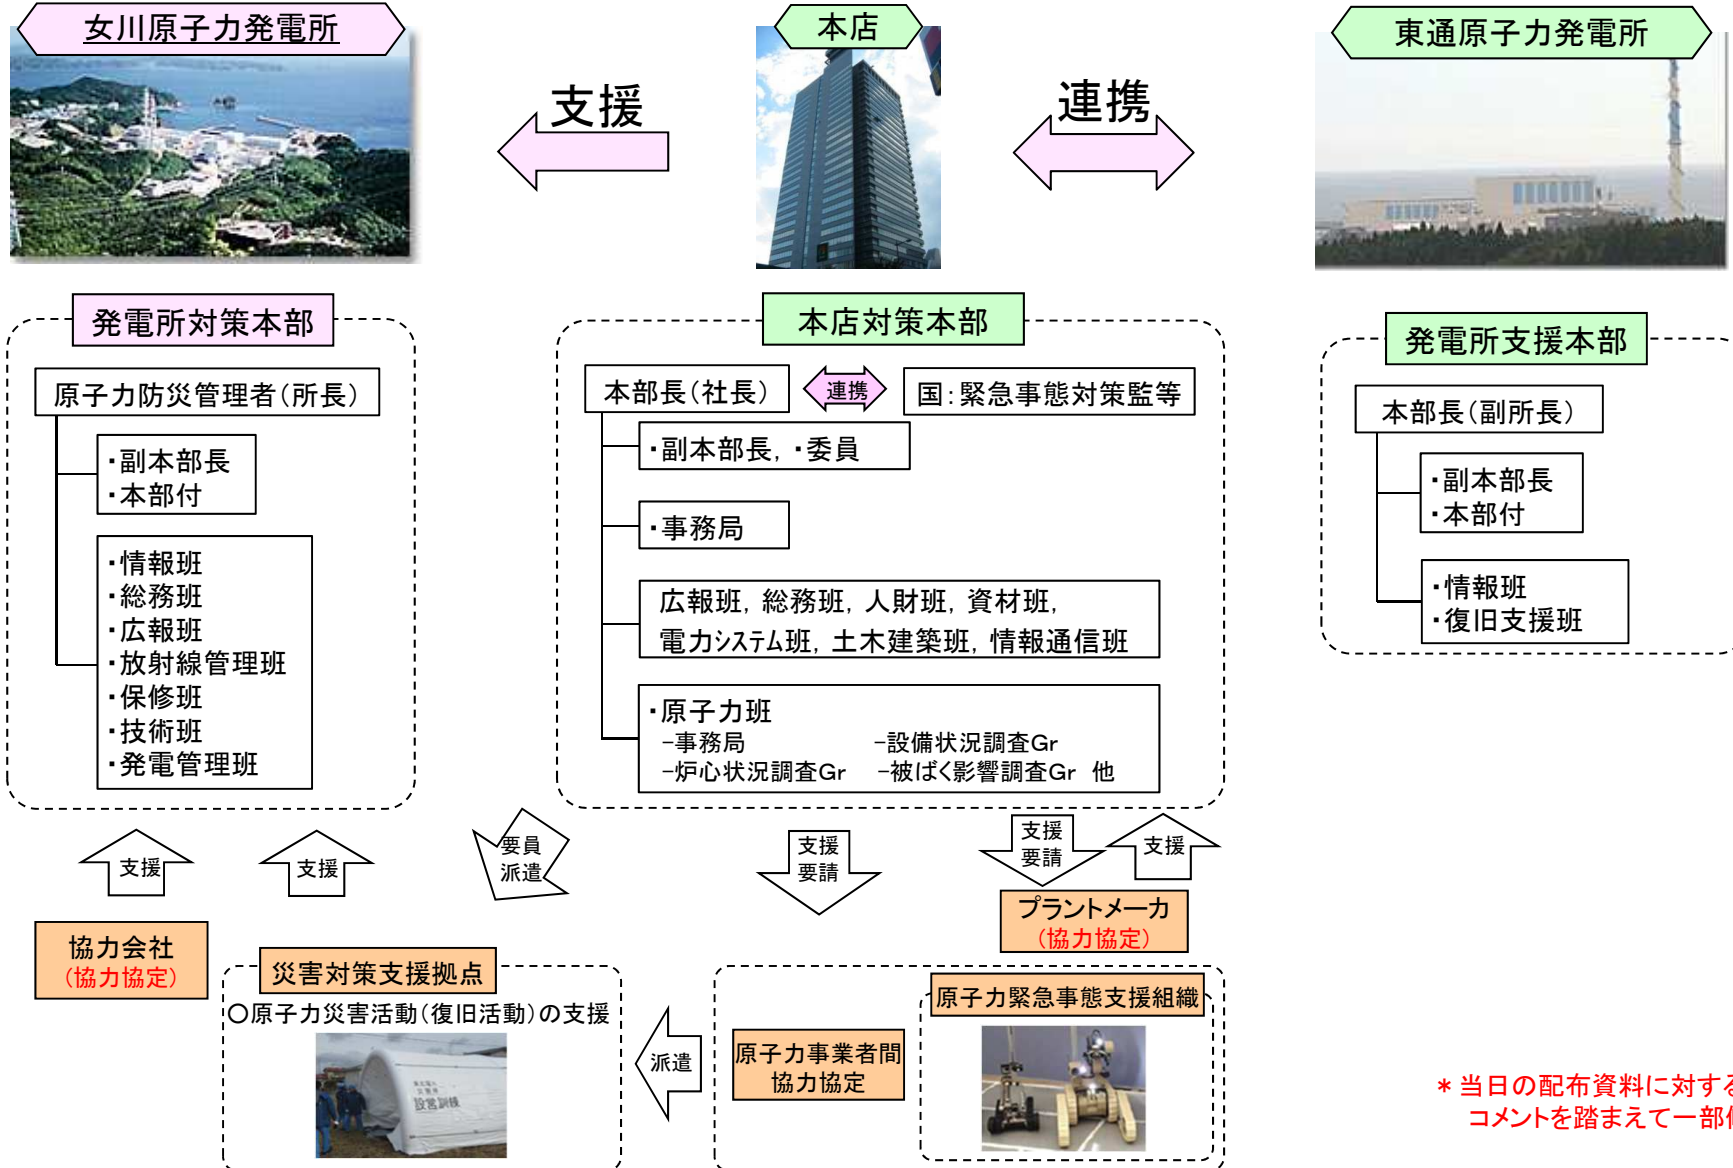 女川原子力発電所
本店
東通原子力発電所
支援
連携
発電所対策本部
原子力防災管理者(所長)
・副本部長
・本部付
・情報班
・総務班
・広報班
・放射線管理班
・保修班
・技術班
・発電管理班
本店対策本部
本部長(社長)
連携
国:緊急事態対策監等
・副本部長, ・委員
・事務局
広報班, 総務班, 人財班, 資材班,
電力システム班, 土木建築班, 情報通信班
・原子力班
-事務局 -設備状況調査Gr
-炉心状況調査Gr -被ばく影響調査Gr 他
発電所支援本部
本部長(副所長)
・副本部長
・本部付
・情報班
・復旧支援班
支援
支援
要員
派遣
支援
要請
支援
要請
支援
協力会社
(協力協定)
災害対策支援拠点
○原子力災害活動(復旧活動)の支援
設営訓練
派遣
プラントメーカ
(協力協定)
原子力事業者間
協力協定
原子力緊急事態支援組織
*当日の配布資料に対する
コメントを踏まえて一部